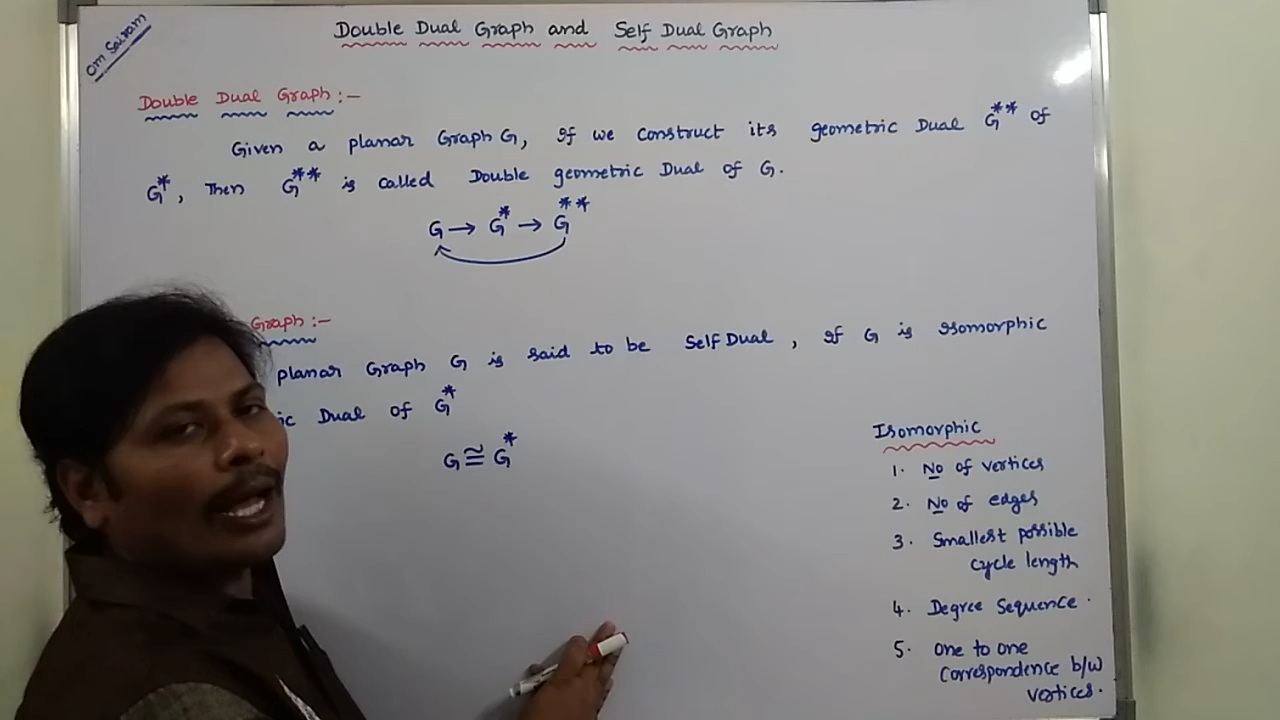 Om Sairam
Double Dual Graph and Self Dual Graph
Double Dual Graph :-
Given a planar Graph G, If we construct its geometric Dual G** of
G*, Then G** is called Double geometric Dual of G.
G → G* → G**
Graph :-
planar Graph G is said to be Self Dual, if G is Isomorphic
ic Dual of G*
G ≅ G*
Isomorphic
1. No of vertices
2. No of edges
3. Smallest possible
cycle length
4. Degree Sequence.
5. one to one
correspondence b/w
vertices.